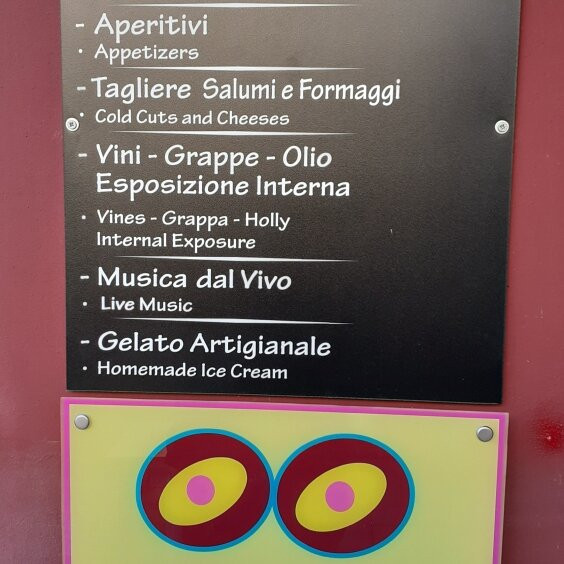 - Aperitivi
• Appetizers
- Tagliere Salumi e Formaggi
• Cold Cuts and Cheeses
- Vini - Grappe - Olio
Esposizione Interna
• Vines - Grappa - Holly
Internal Exposure
- Musica dal Vivo
• Live Music
- Gelato Artigianale
• Homemade Ice Cream